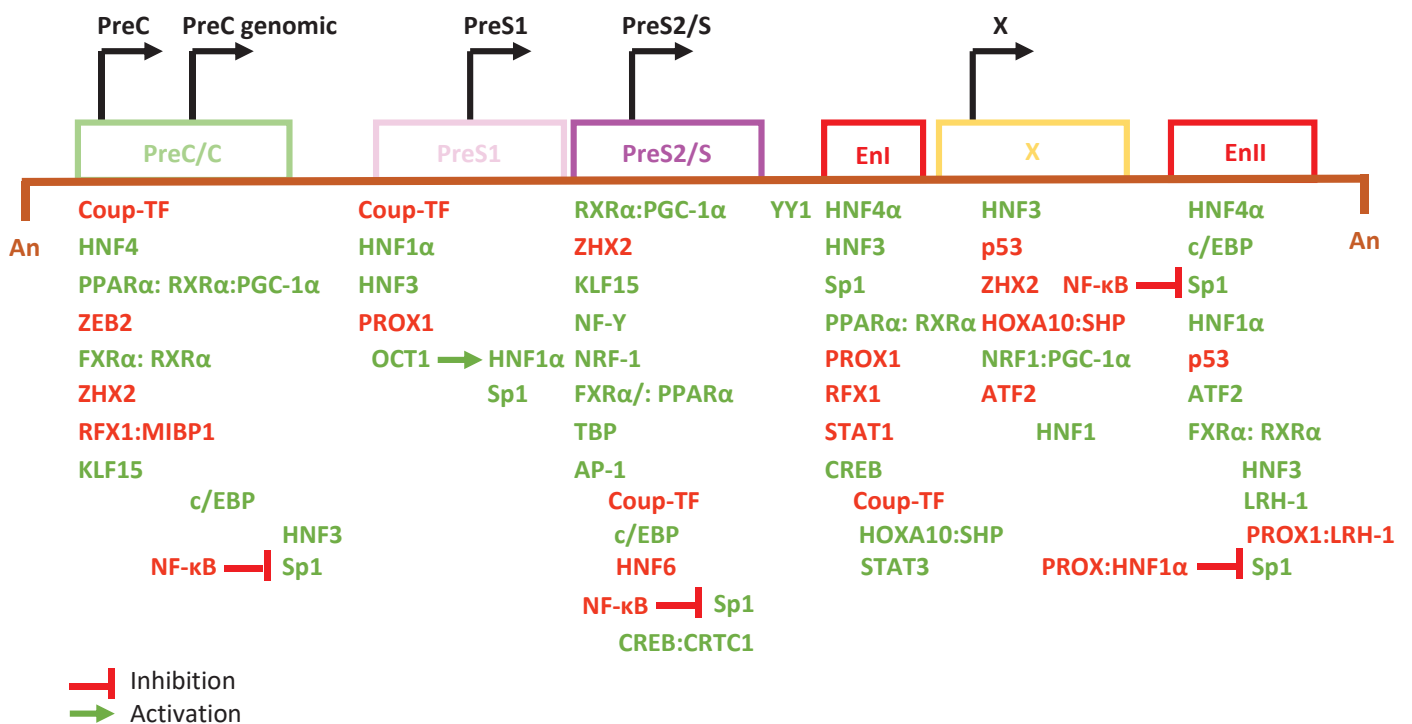 PreC PreC genomic PreS1 PreS2/S X
PreC/C PreS1 PreS2/S EnI X EnII
An Coup-TF Coup-TF RXRα:PGC-1α YY1 HNF4α HNF3 HNF4α An
HNF4 HNF1α ZHX2 HNF3 p53 c/EBP
PPARα: RXRα:PGC-1α HNF3 KLF15 Sp1 ZHX2 NF-κB Sp1
ZEB2 PROX1 NF-Y PPARα: RXRα HOXA10:SHP HNF1α
FXRα: RXRα OCT1 HNF1α NRF-1 PROX1 NRF1:PGC-1α p53
ZHX2 Sp1 FXRα/: PPARα RFX1 ATF2 ATF2
RFX1:MIBP1 TBP STAT1 HNF1 FXRα: RXRα
KLF15 AP-1 CREB HNF3
c/EBP Coup-TF Coup-TF LRH-1
HNF3 c/EBP HOXA10:SHP PROX1:LRH-1
NF-κB Sp1 HNF6 STAT3 PROX:HNF1α Sp1
NF-κB Sp1
CREB:CRTC1
Inhibition
Activation